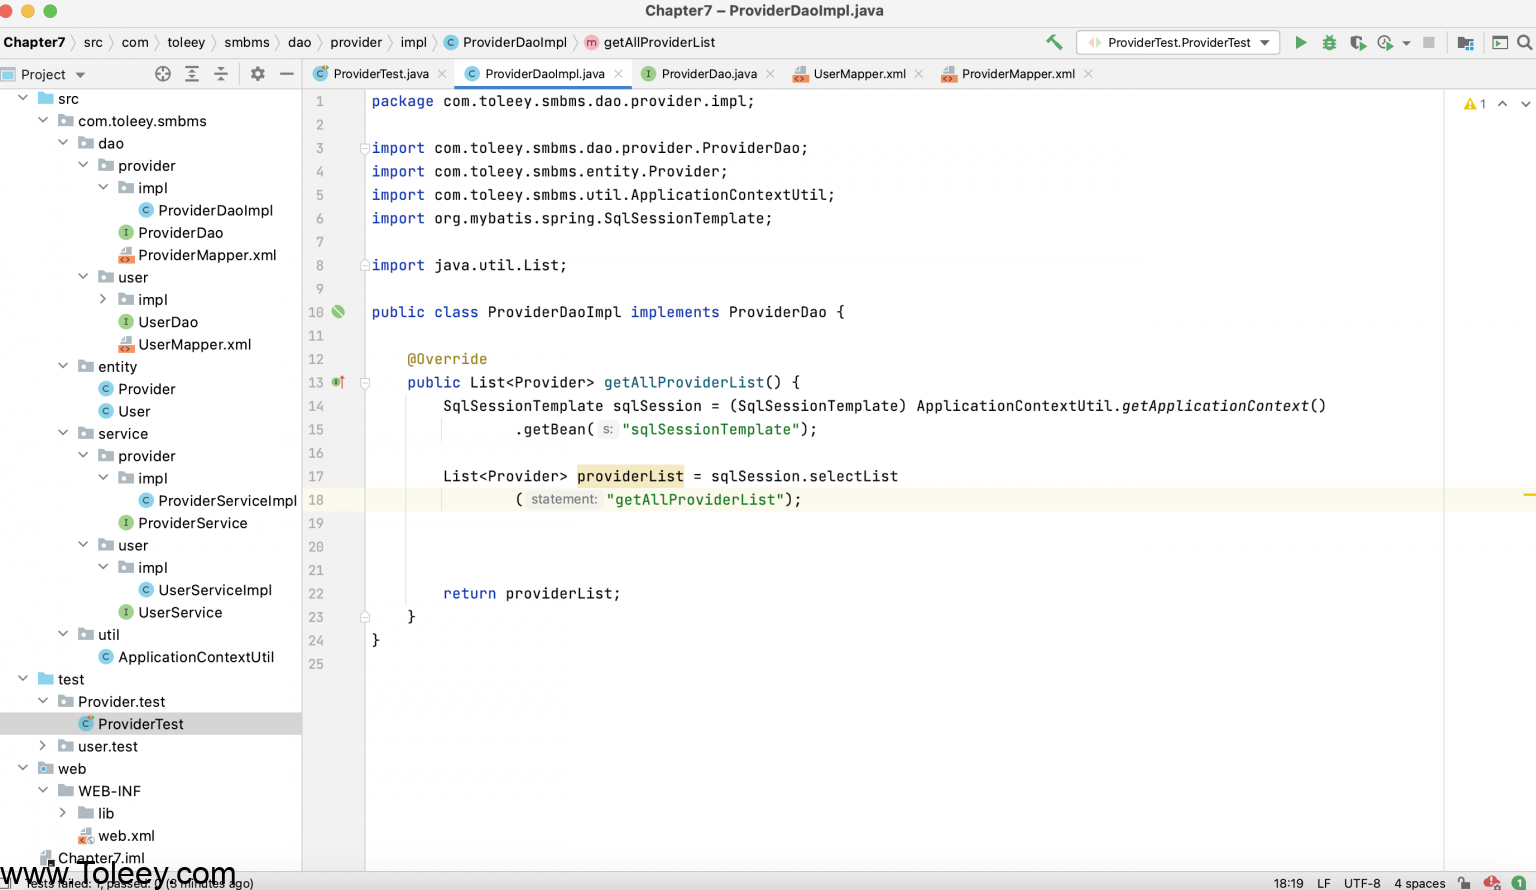 Chapter7 – ProviderDaoImpl.java
Chapter7 src com toleey smbms dao provider impl ProviderDaoImpl getAllProviderList ProviderTest.ProviderTest
Project ProviderTest.java ProviderDaoImpl.java ProviderDao.java UserMapper.xml ProviderMapper.xml
src
com.toleey.smbms
dao
provider
impl
ProviderDaoImpl
ProviderDao
ProviderMapper.xml
user
impl
UserDao
UserMapper.xml
entity
Provider
User
service
provider
impl
ProviderServiceImpl
ProviderService
user
impl
UserServiceImpl
UserService
util
ApplicationContextUtil
test
Provider.test
ProviderTest
user.test
web
WEB-INF
lib
web.xml
Chapter7.iml
1 package com.toleey.smbms.dao.provider.impl;
2
3 import com.toleey.smbms.dao.provider.ProviderDao;
4 import com.toleey.smbms.entity.Provider;
5 import com.toleey.smbms.util.ApplicationContextUtil;
6 import org.mybatis.spring.SqlSessionTemplate;
7
8 import java.util.List;
9
10 public class ProviderDaoImpl implements ProviderDao {
11
12 @Override
13 public List<Provider> getAllProviderList() {
14 SqlSessionTemplate sqlSession = (SqlSessionTemplate) ApplicationContextUtil.getApplicationContext()
15 .getBean( s: "sqlSessionTemplate");
16
17 List<Provider> providerList = sqlSession.selectList
18 ( statement: "getAllProviderList");
19
20
21
22 return providerList;
23 }
24 }
25
1
www.Toleey.com
Tests failed: 1, passed: 0 (3 minutes ago)
18:19 LF UTF-8 4 spaces 1